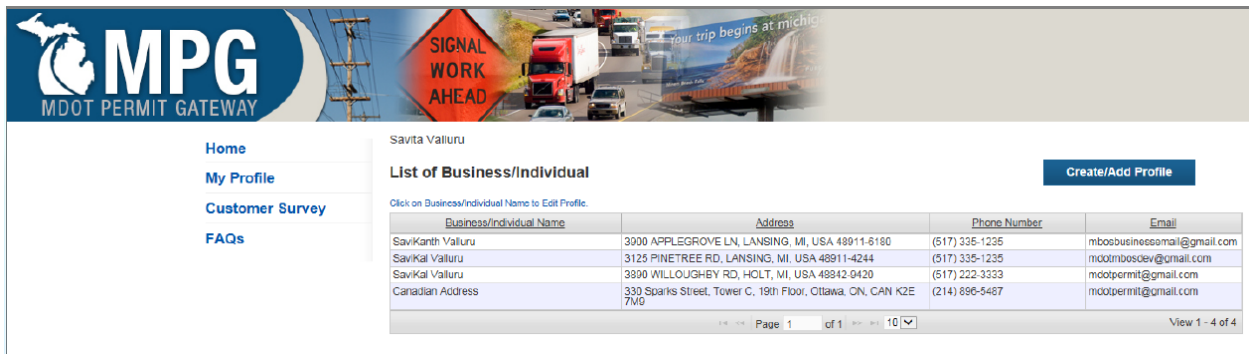 MPG
MDOT PERMIT GATEWAY
SIGNAL
WORK
AHEAD
Your trip begins at michig
Home
My Profile
Customer Survey
FAQs
Savita Valluru
List of Business/Individual
Create/Add Profile
Click on Business/Individual Name to Edit Profile.
Business/Individual Name Address Phone Number Email
SaviKanth Valluru 3900 APPLEGROVE LN, LANSING, MI, USA 48911-6180 (517) 335-1235 mbosbusinessemail@gmail.com
SaviKal Valluru 3125 PINETREE RD, LANSING, MI, USA 48911-4244 (517) 335-1235 mdotmbosdev@gmail.com
SaviKal Valluru 3890 WILLOUGHBY RD, HOLT, MI, USA 48842-9420 (517) 222-3333 mdotpermit@gmail.com
Canadian Address 330 Sparks Street, Tower C, 19th Floor, Ottawa, ON, CAN K2E (214) 896-5487 mdotpermit@gmail.com
7M9
Page 1 of 1 10 View 1 - 4 of 4